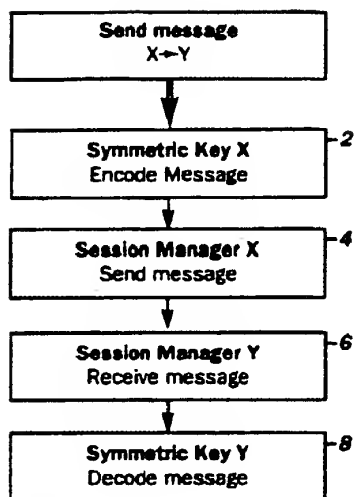 Send message
X→Y
Symmetric Key X
Encode Message
2
Session Manager X
Send message
4
Session Manager Y
Receive message
6
Symmetric Key Y
Decode message
8